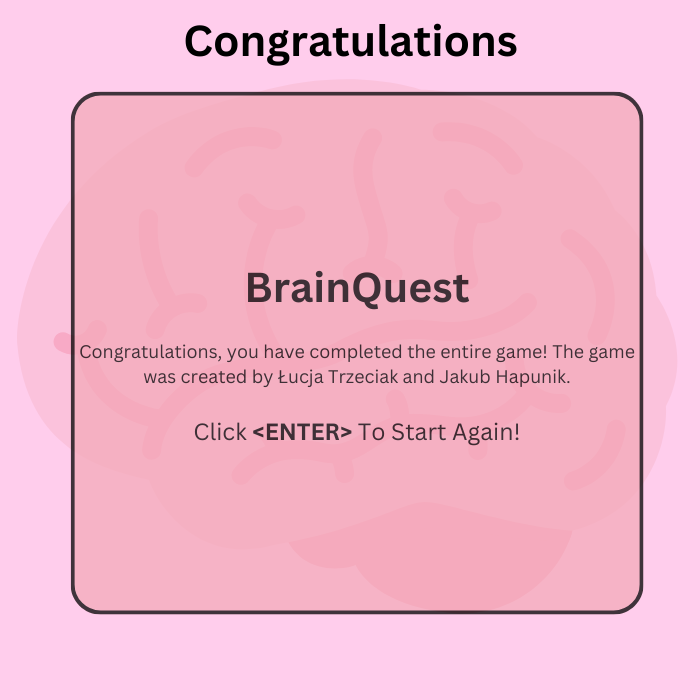 Congratulations
BrainQuest
Congratulations, you have completed the entire game! The game
was created by Łucja Trzeciak and Jakub Hapunik.
Click <ENTER> To Start Again!